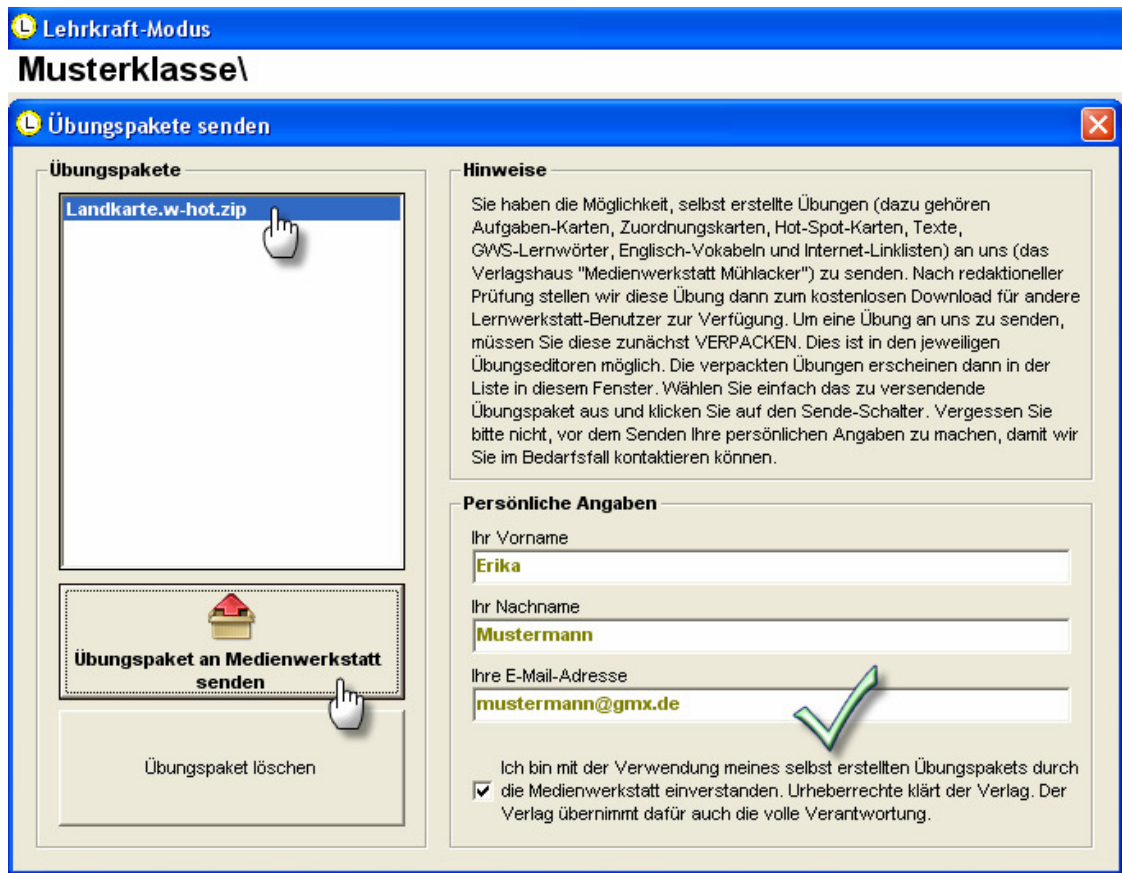 Lehrkraft-Modus
Musterklasse\
Übungspakete senden
Übungspakete
Landkarte.w-hot.zip
Übungspaket an Medienwerkstatt
senden
Übungspaket löschen
Hinweise
Sie haben die Möglichkeit, selbst erstellte Übungen (dazu gehören
Aufgaben-Karten, Zuordnungskarten, Hot-Spot-Karten, Texte,
GWS-Lernwörter, Englisch-Vokabeln und Internet-Linklisten) an uns (das
Verlagshaus "Medienwerkstatt Mühlacker") zu senden. Nach redaktioneller
Prüfung stellen wir diese Übung dann zum kostenlosen Download für andere
Lernwerkstatt-Benutzer zur Verfügung. Um eine Übung an uns zu senden,
müssen Sie diese zunächst VERPACKEN. Dies ist in den jeweiligen
Übungseditoren möglich. Die verpackten Übungen erscheinen dann in der
Liste in diesem Fenster. Wählen Sie einfach das zu versendende
Übungspaket aus und klicken Sie auf den Sende-Schalter. Vergessen Sie
bitte nicht, vor dem Senden Ihre persönlichen Angaben zu machen, damit wir
Sie im Bedarfsfall kontaktieren können.
Persönliche Angaben
Ihr Vorname
Erika
Ihr Nachname
Mustermann
Ihre E-Mail-Adresse
mustermann@gmx.de
Ich bin mit der Verwendung meines selbst erstellten Übungspakets durch
die Medienwerkstatt einverstanden. Urheberrechte klärt der Verlag. Der
Verlag übernimmt dafür auch die volle Verantwortung.